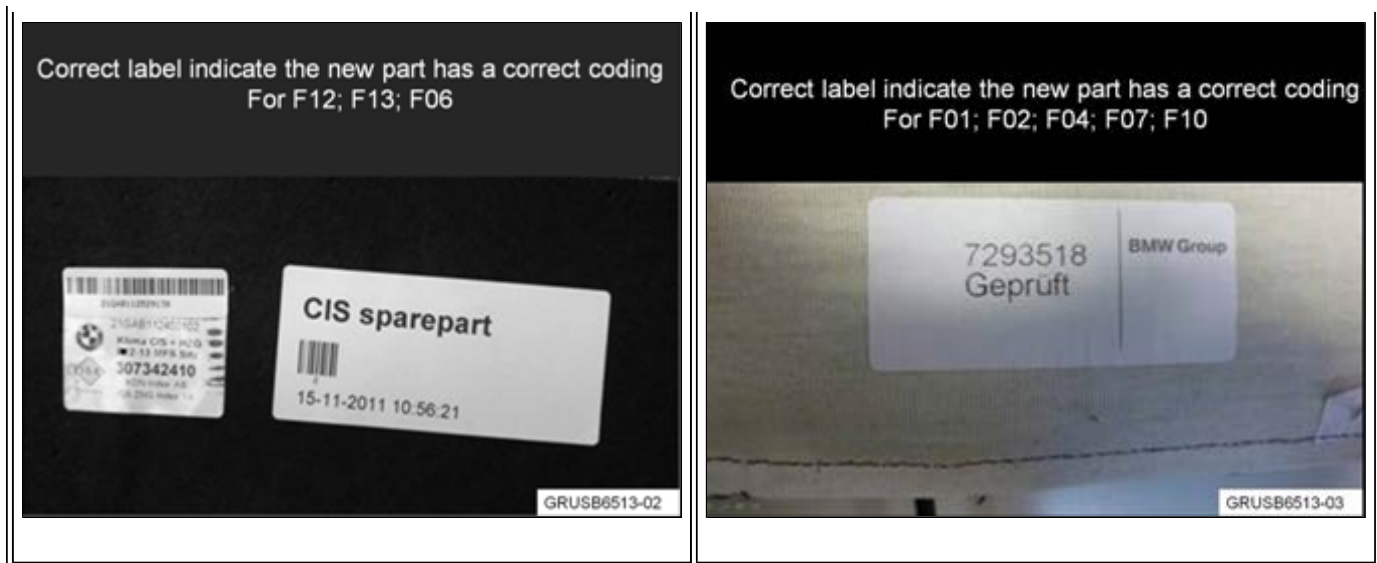 Correct label indicate the new part has a correct coding
For F12; F13; F06
CIS sparepart
307342410
15-11-2011 10:56:21
GRUSB6513-02
Correct label indicate the new part has a correct coding
For F01; F02; F04; F07; F10
7293518
Geprüft
BMW Group
GRUSB6513-03